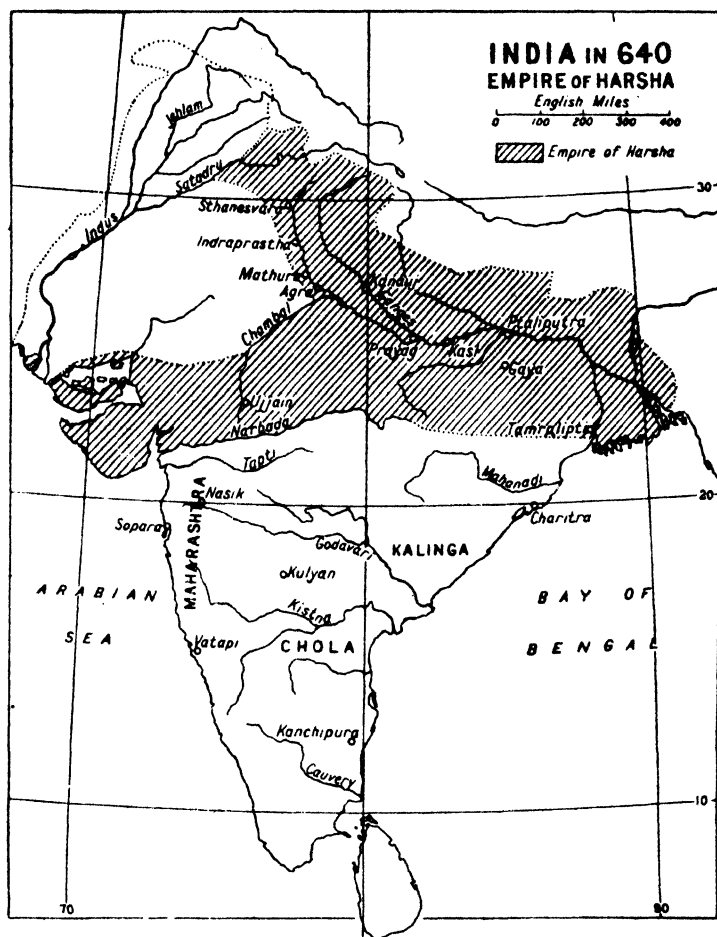 INDIA IN 640
EMPIRE OF HARSHA
English Miles
0 100 200 300 400
Empire of Harsha
Jehlam
Satadru
30
Sthanesvara
Indus
Indraprastha
Mathura
Agra
Kanauj
Ganges
Chambal
Pataliputra
Prayag
Kashi
Gaya
Ujjain
Narbada
Tamralipta
Tapti
Mahanadi
Nasik
20
Charitra
Sopara
MAHARASHTRA
Godavari
KALINGA
Kulyan
ARABIAN
SEA
BAY OF
BENGAL
Kistna
Vatapi
CHOLA
Kanchipura
Cauvery
10
70
90